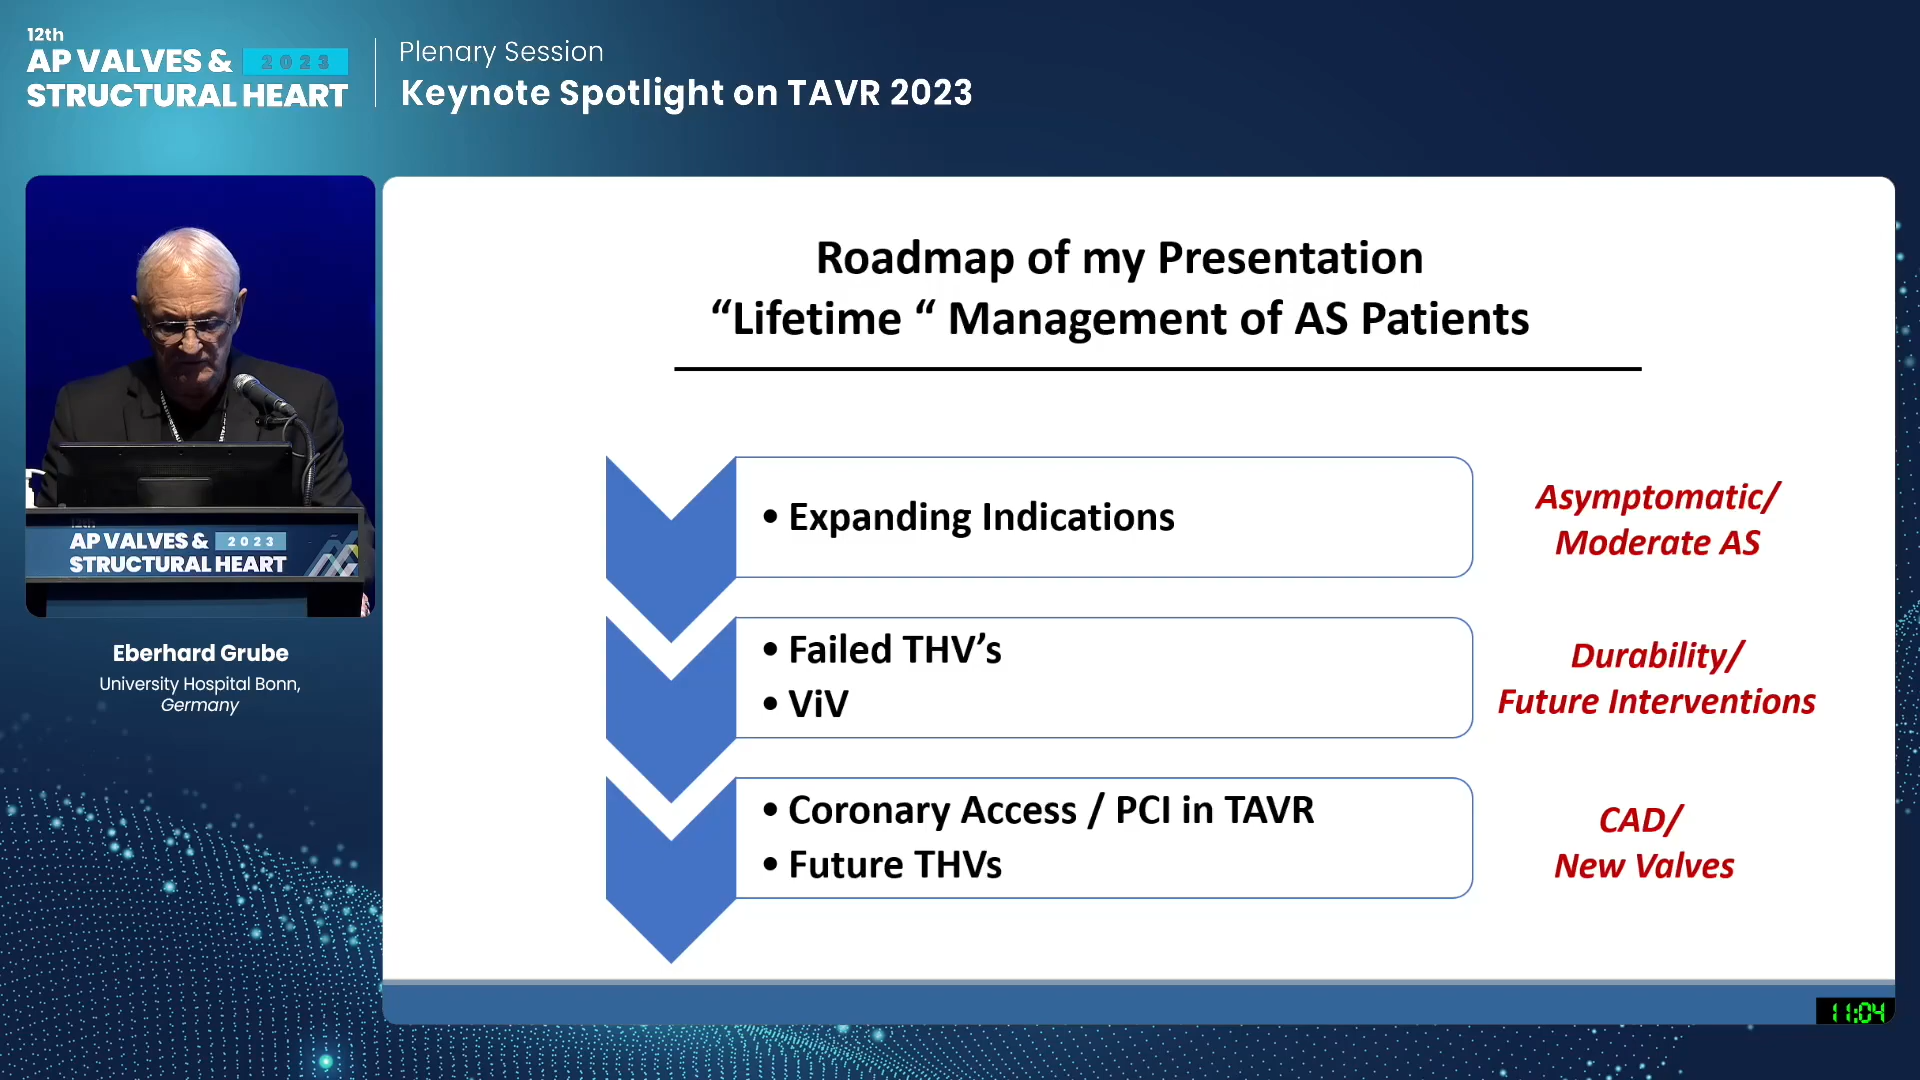 12th
AP VALVES & 2023
STRUCTURAL HEART
Plenary Session
Keynote Spotlight on TAVR 2023
12th
AP VALVES & 2023
STRUCTURAL HEART
Eberhard Grube
University Hospital Bonn,
Germany
Roadmap of my Presentation
“Lifetime “ Management of AS Patients
• Expanding Indications
Asymptomatic/
Moderate AS
• Failed THV’s
• ViV
Durability/
Future Interventions
• Coronary Access / PCI in TAVR
• Future THVs
CAD/
New Valves
11:04